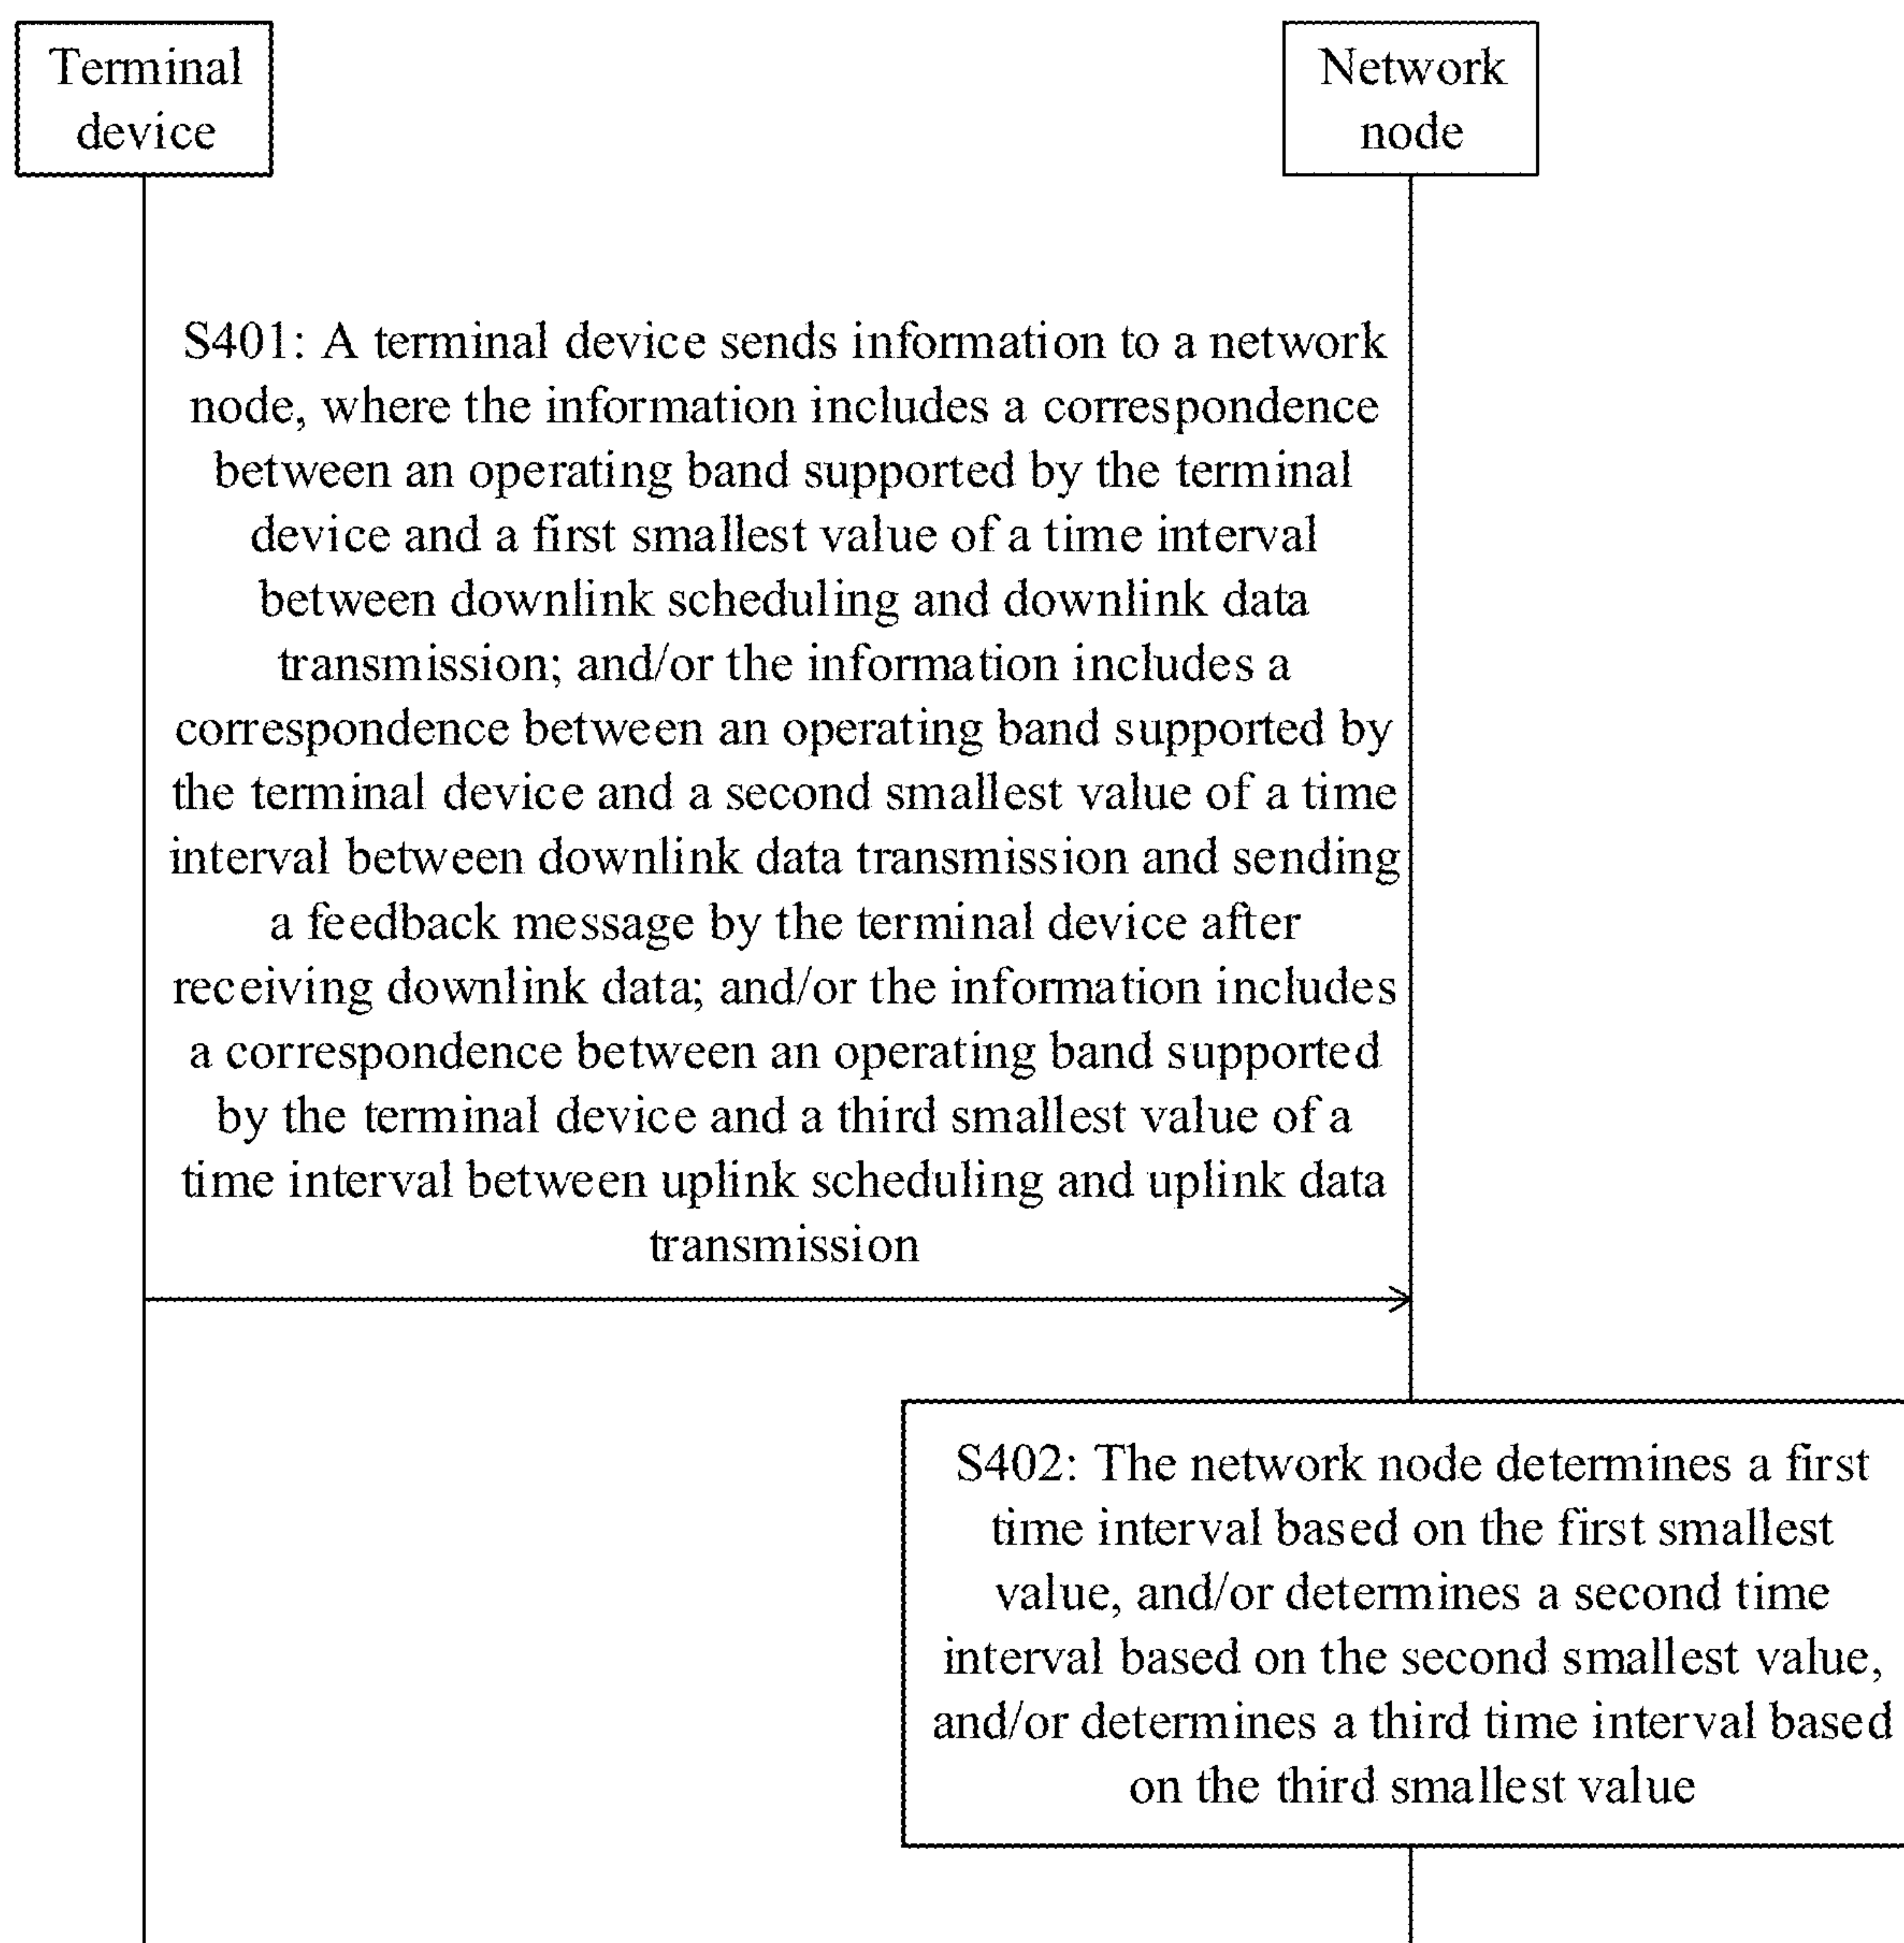 Terminal
device
Network
node
S401: A terminal device sends information to a network
node, where the information includes a correspondence
between an operating band supported by the terminal
device and a first smallest value of a time interval
between downlink scheduling and downlink data
transmission; and/or the information includes a
correspondence between an operating band supported by
the terminal device and a second smallest value of a time
interval between downlink data transmission and sending
a feedback message by the terminal device after
receiving downlink data; and/or the information includes
a correspondence between an operating band supported
by the terminal device and a third smallest value of a
time interval between uplink scheduling and uplink data
transmission
S402: The network node determines a first
time interval based on the first smallest
value, and/or determines a second time
interval based on the second smallest value,
and/or determines a third time interval based
on the third smallest value